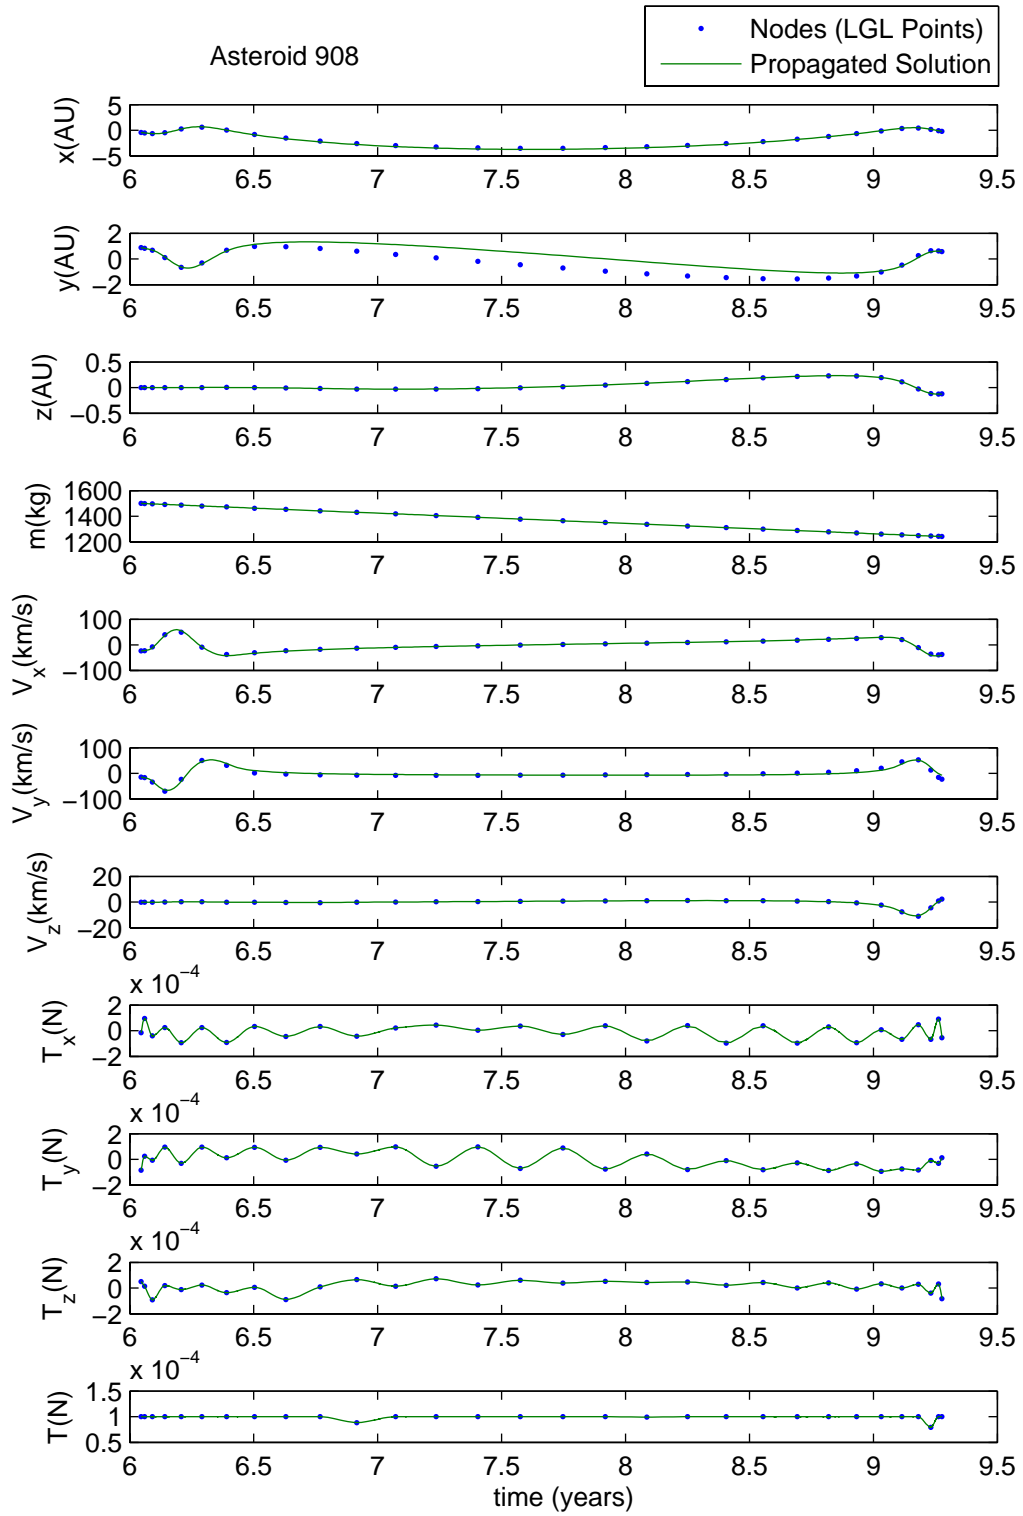 Asteroid 908
Nodes (LGL Points)
Propagated Solution
x(AU)
5
0
−5
6 6.5 7 7.5 8 8.5 9 9.5
y(AU)
2
0
−2
6 6.5 7 7.5 8 8.5 9 9.5
z(AU)
0.5
0
−0.5
6 6.5 7 7.5 8 8.5 9 9.5
m(kg)
1600
1400
1200
6 6.5 7 7.5 8 8.5 9 9.5
V_x(km/s)
100
0
−100
6 6.5 7 7.5 8 8.5 9 9.5
V_y(km/s)
100
0
−100
6 6.5 7 7.5 8 8.5 9 9.5
V_z(km/s)
20
0
−20
6 6.5 7 7.5 8 8.5 9 9.5
x 10^−4
T_x(N)
2
0
−2
6 6.5 7 7.5 8 8.5 9 9.5
x 10^−4
T_y(N)
2
0
−2
6 6.5 7 7.5 8 8.5 9 9.5
x 10^−4
T_z(N)
2
0
−2
6 6.5 7 7.5 8 8.5 9 9.5
x 10^−4
T(N)
1.5
1
0.5
6 6.5 7 7.5 8 8.5 9 9.5
time (years)